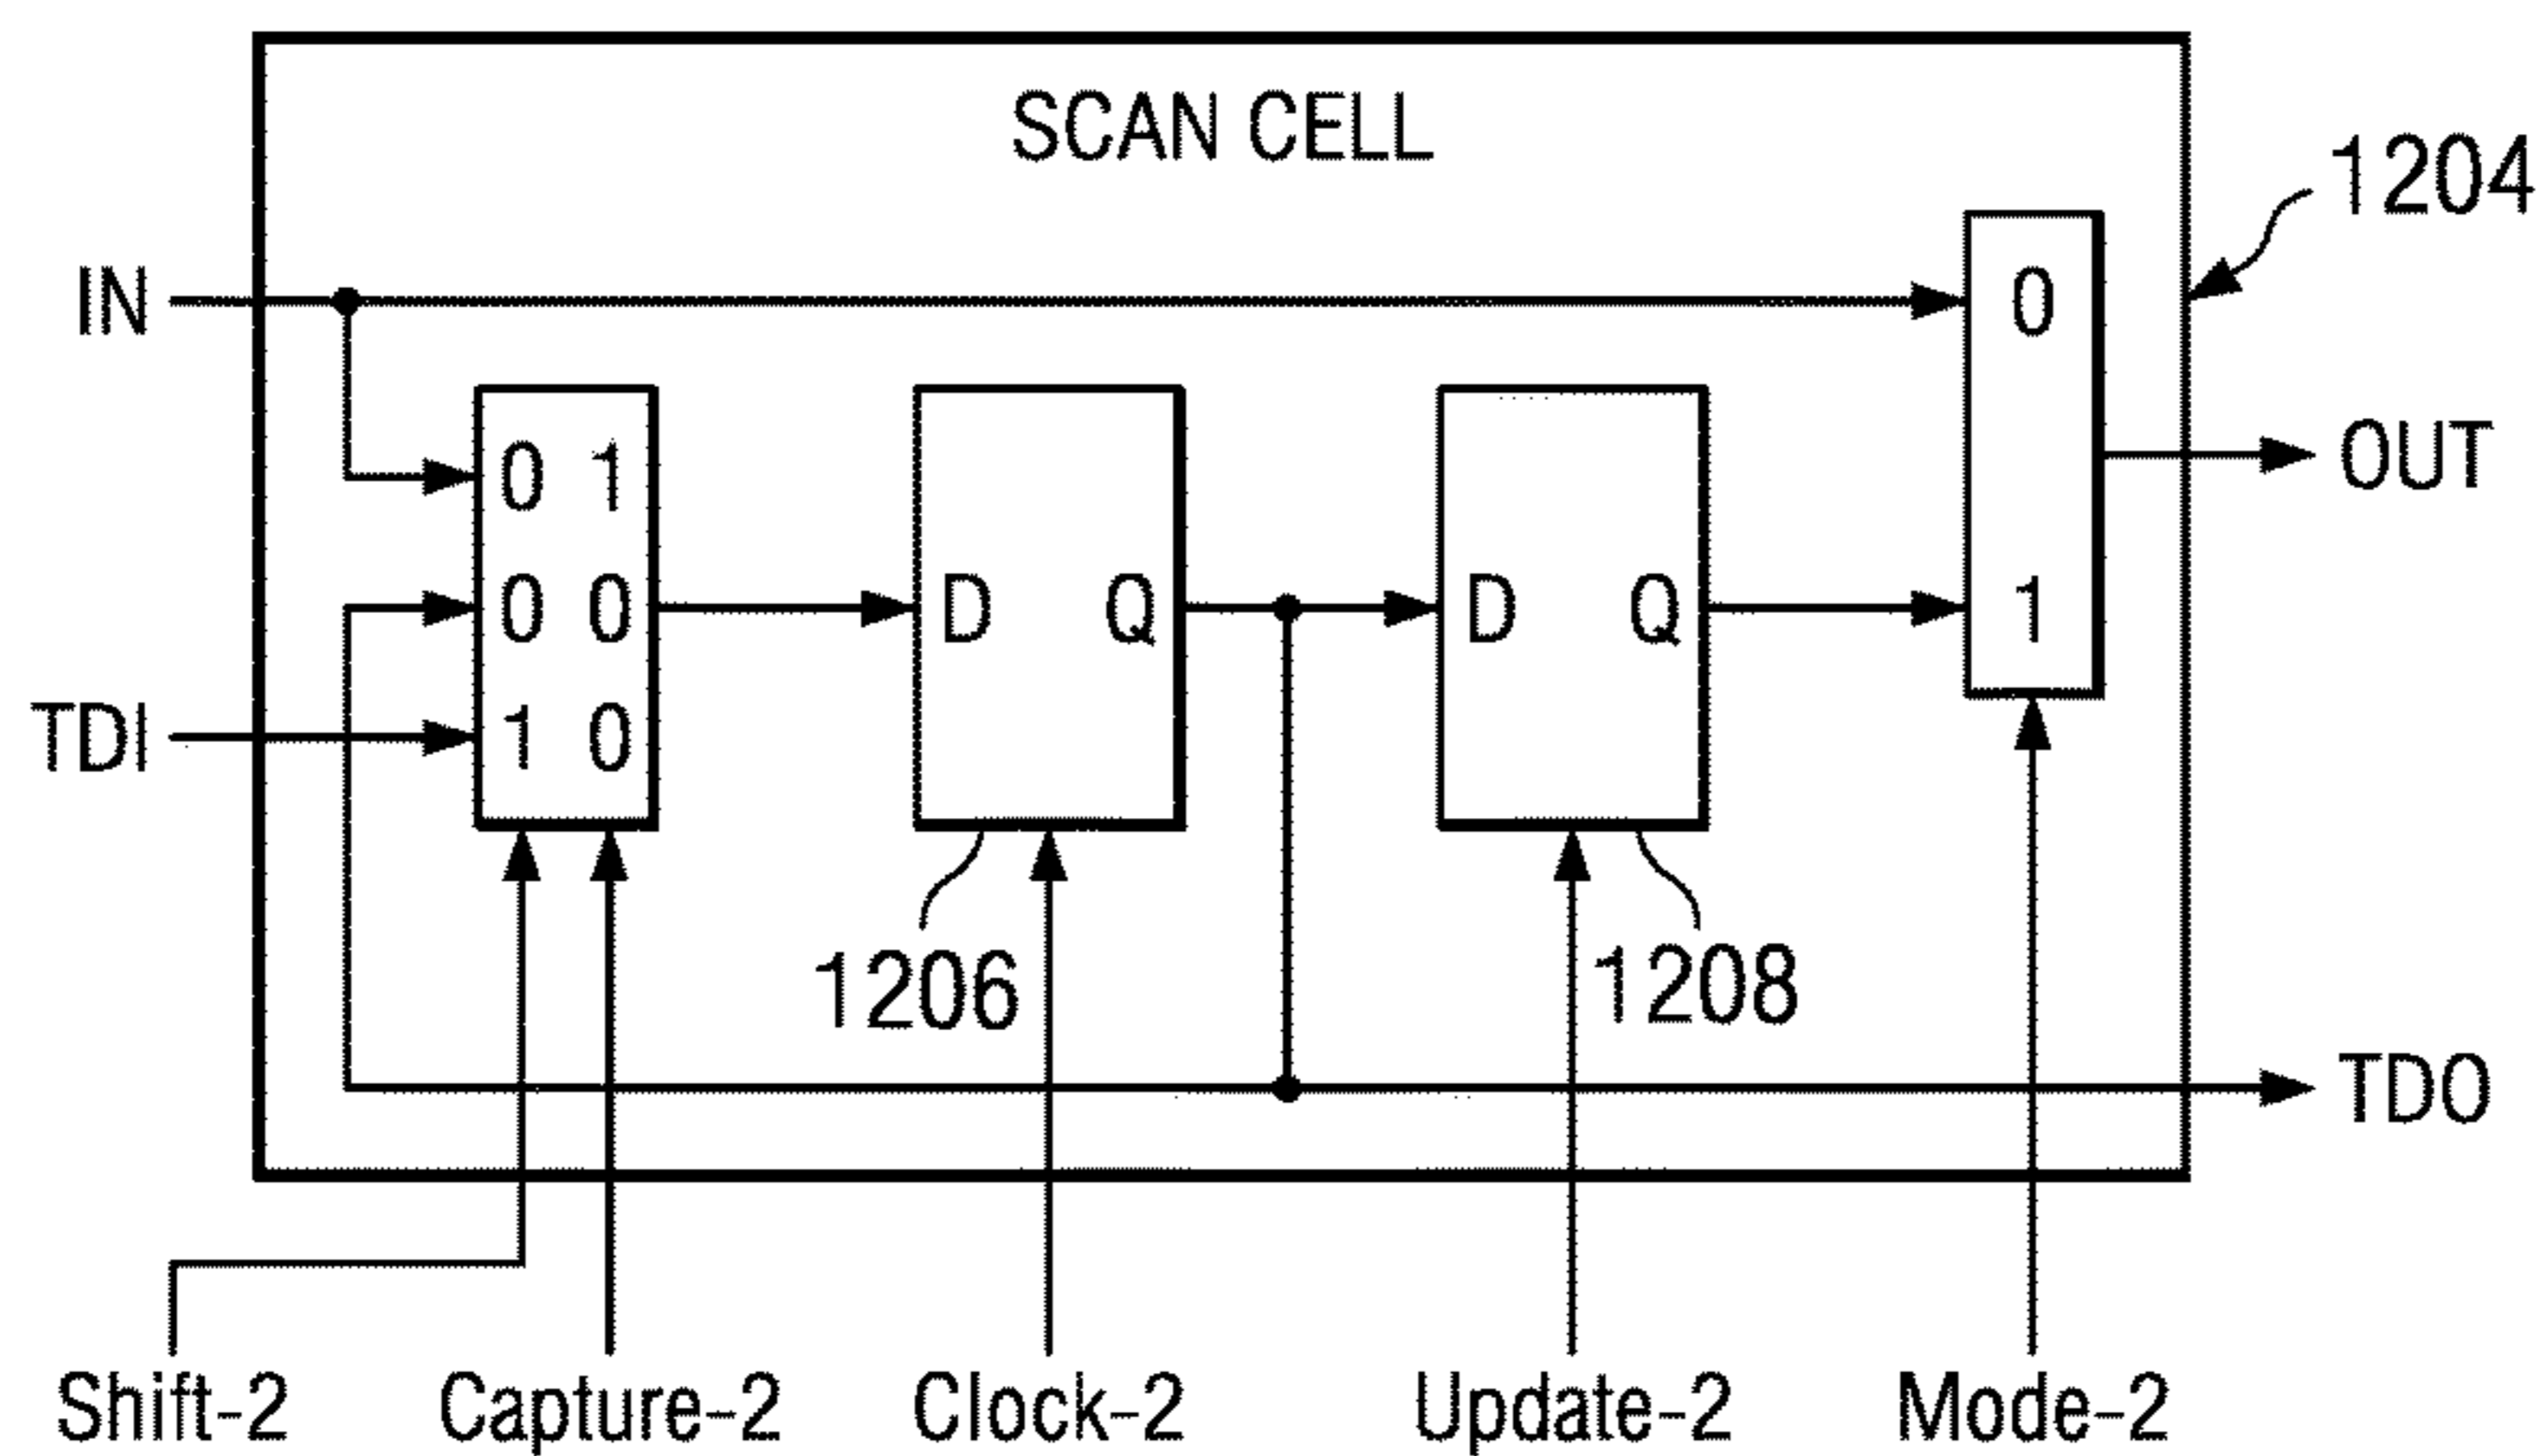 SCAN CELL
1204
IN
0
0 1
OUT
0 0
D Q
D Q
1
TDI
1 0
1206
1208
TDO
Shift-2
Capture-2
Clock-2
Update-2
Mode-2